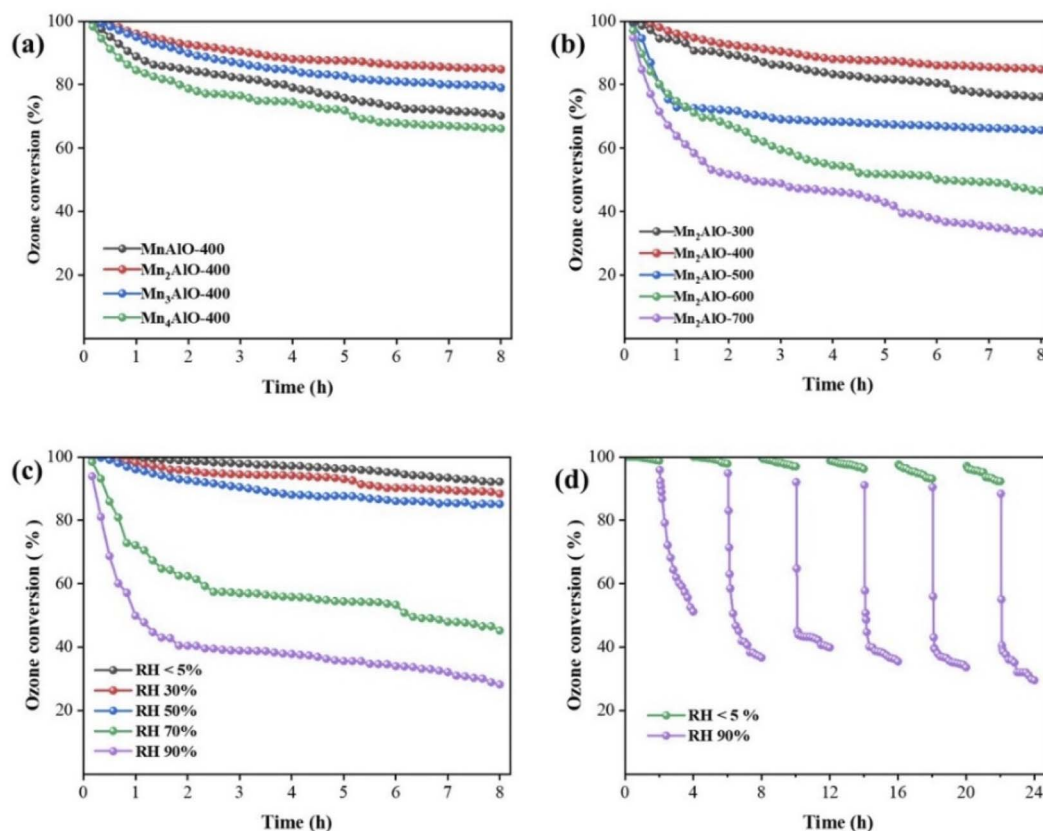 (a)
Ozone conversion (%)
100
80
60
40
20
MnAlO-400
Mn₂AlO-400
Mn₃AlO-400
Mn₄AlO-400
0 1 2 3 4 5 6 7 8
Time (h)
(b)
Ozone conversion (%)
100
80
60
40
20
Mn₂AlO-300
Mn₂AlO-400
Mn₂AlO-500
Mn₂AlO-600
Mn₂AlO-700
0 1 2 3 4 5 6 7 8
Time (h)
(c)
Ozone conversion ( %)
100
80
60
40
20
RH < 5%
RH 30%
RH 50%
RH 70%
RH 90%
0 1 2 3 4 5 6 7 8
Time (h)
(d)
Ozone conversion ( %)
100
80
60
40
20
RH < 5 %
RH 90%
0 4 8 12 16 20 24
Time (h)